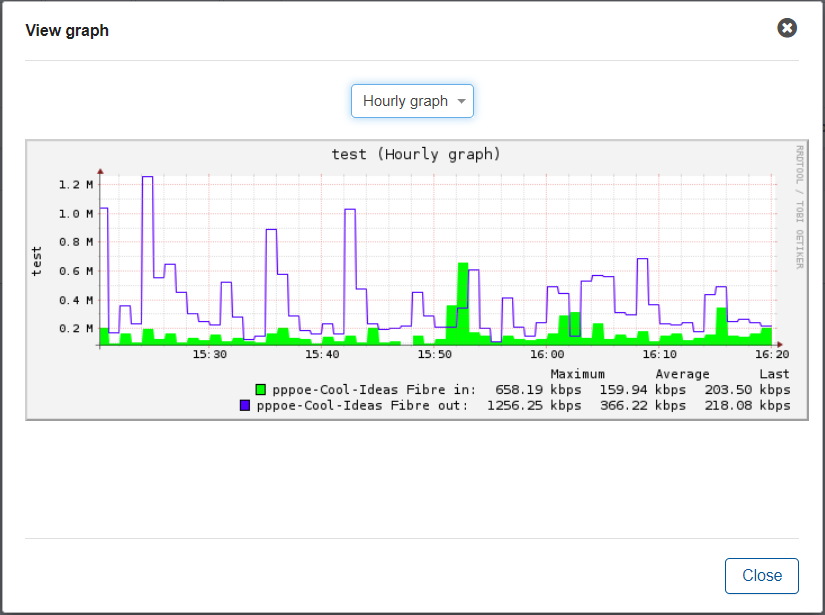 View graph
Hourly graph
test (Hourly graph)
RRDTOOL / TOBI OETIKER
test
1.2 M
1.0 M
0.8 M
0.6 M
0.4 M
0.2 M
15:30 15:40 15:50 16:00 16:10 16:20
Maximum Average Last
pppoe-Cool-Ideas Fibre in: 658.19 kbps 159.94 kbps 203.50 kbps
pppoe-Cool-Ideas Fibre out: 1256.25 kbps 366.22 kbps 218.08 kbps
Close